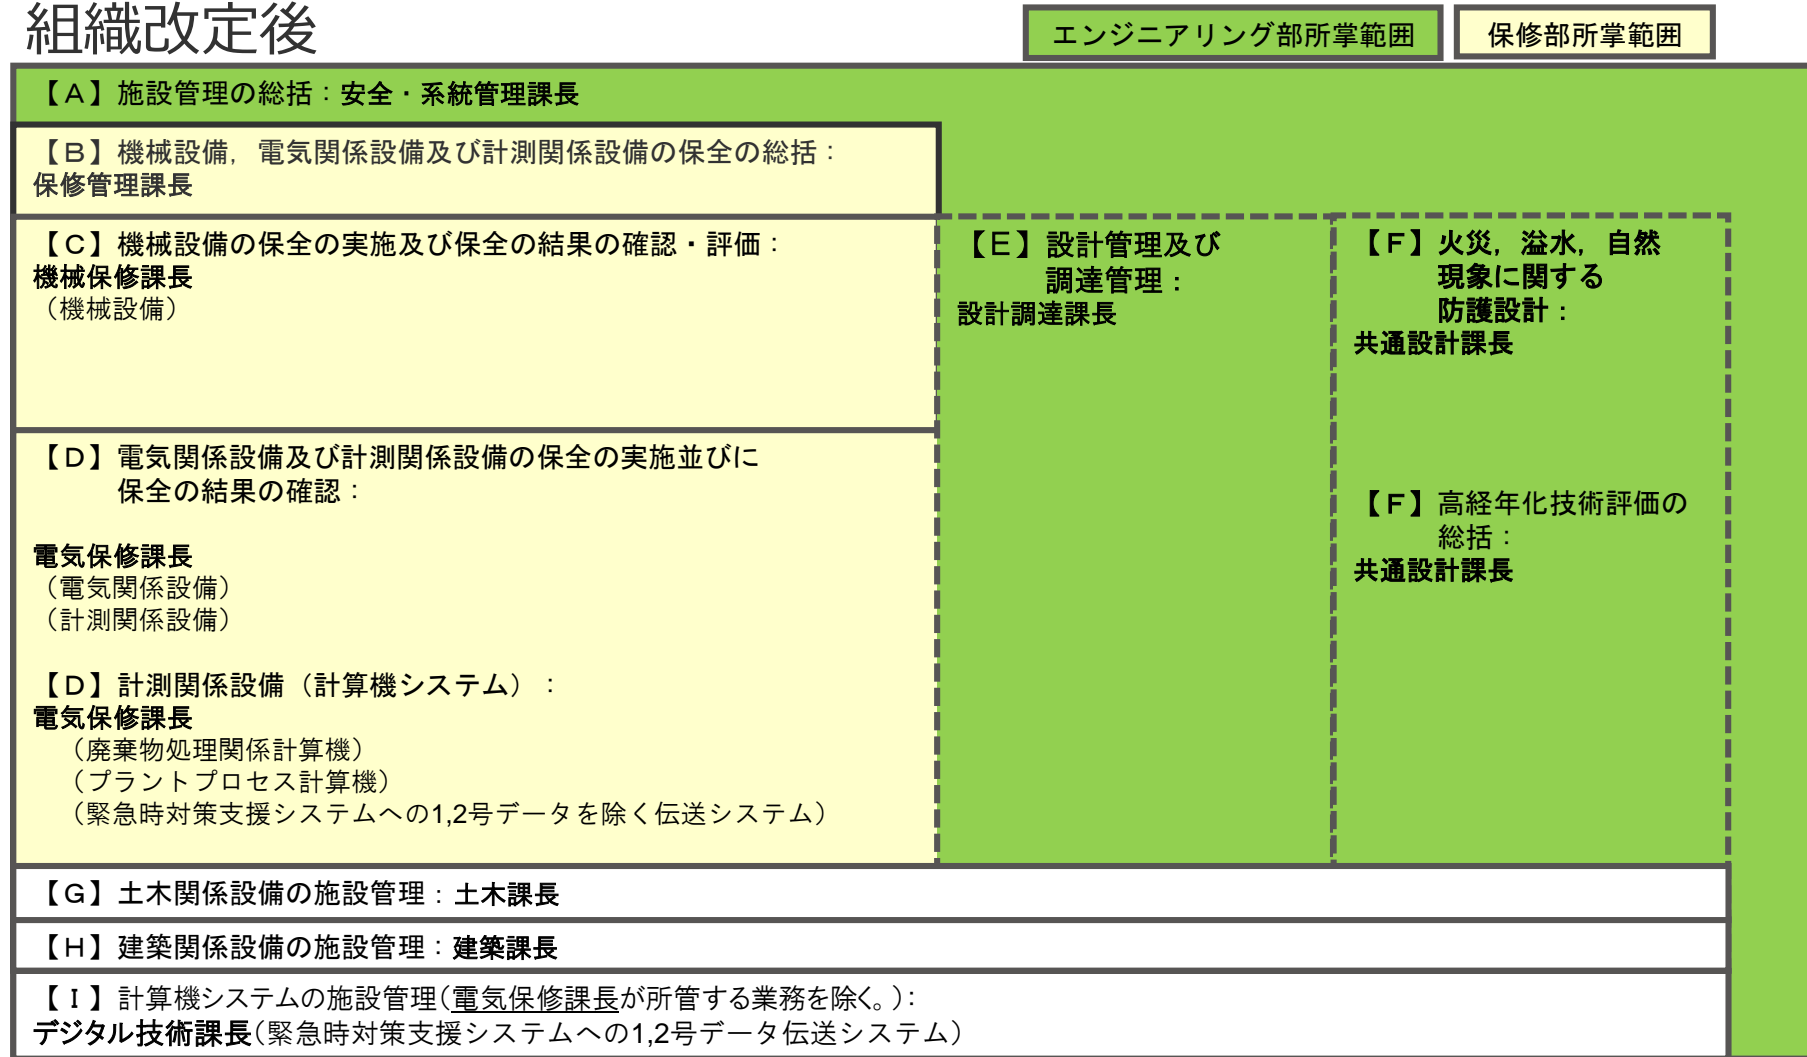 組織改定後
エンジニアリング部所掌範囲
保修部所掌範囲
【A】施設管理の総括：安全・系統管理課長
【B】機械設備，電気関係設備及び計測関係設備の保全の総括：
保修管理課長
【C】機械設備の保全の実施及び保全の結果の確認・評価：
機械保修課長
（機械設備）
【D】電気関係設備及び計測関係設備の保全の実施並びに
保全の結果の確認：
電気保修課長
（電気関係設備）
（計測関係設備）
【D】計測関係設備（計算機システム）：
電気保修課長
（廃棄物処理関係計算機）
（プラントプロセス計算機）
（緊急時対策支援システムへの1,2号データを除く伝送システム）
【E】設計管理及び
調達管理：
設計調達課長
【F】火災，溢水，自然
現象に関する
防護設計：
共通設計課長
【F】高経年化技術評価の
総括：
共通設計課長
【G】土木関係設備の施設管理：土木課長
【H】建築関係設備の施設管理：建築課長
【I】計算機システムの施設管理（電気保修課長が所管する業務を除く。）：
デジタル技術課長（緊急時対策支援システムへの1,2号データ伝送システム）